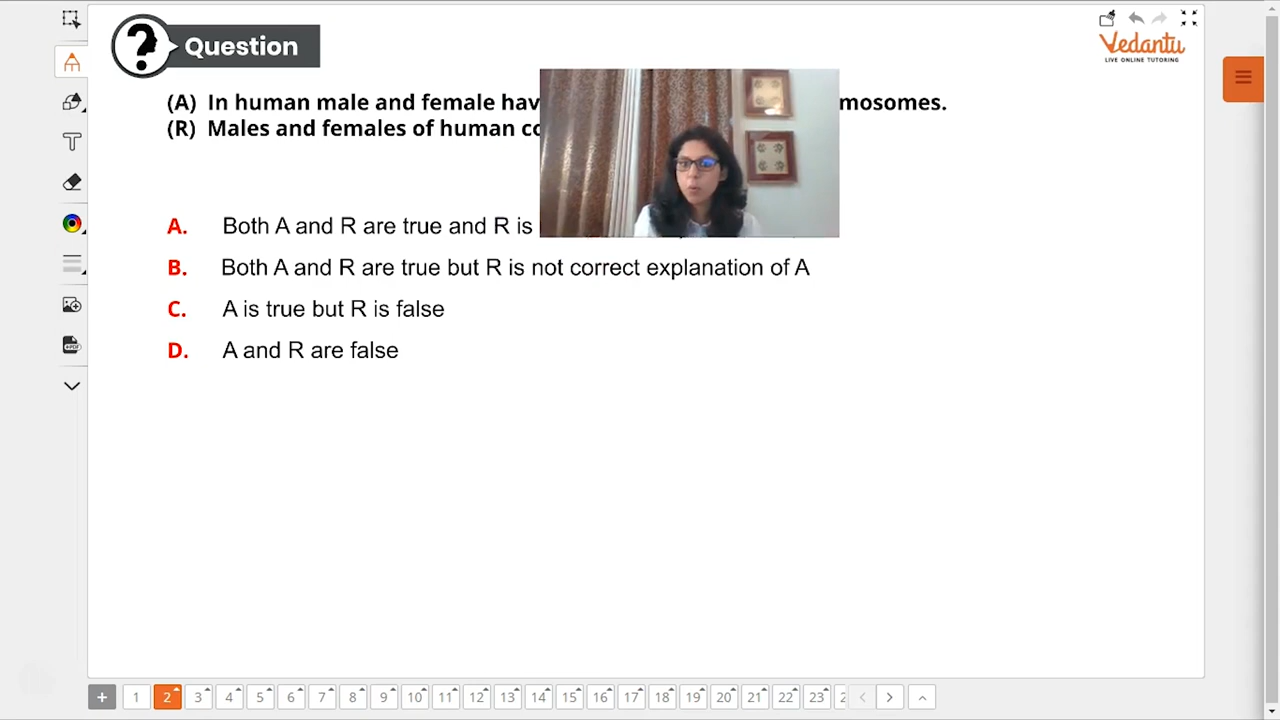 Question
Vedantu
LIVE ONLINE TUTORING
(A) In human male and female hav mosomes.
(R) Males and females of human co
A. Both A and R are true and R is
B. Both A and R are true but R is not correct explanation of A
C. A is true but R is false
D. A and R are false
+ 1 2 3 4 5 6 7 8 9 10 11 12 13 14 15 16 17 18 19 20 21 22 23 2